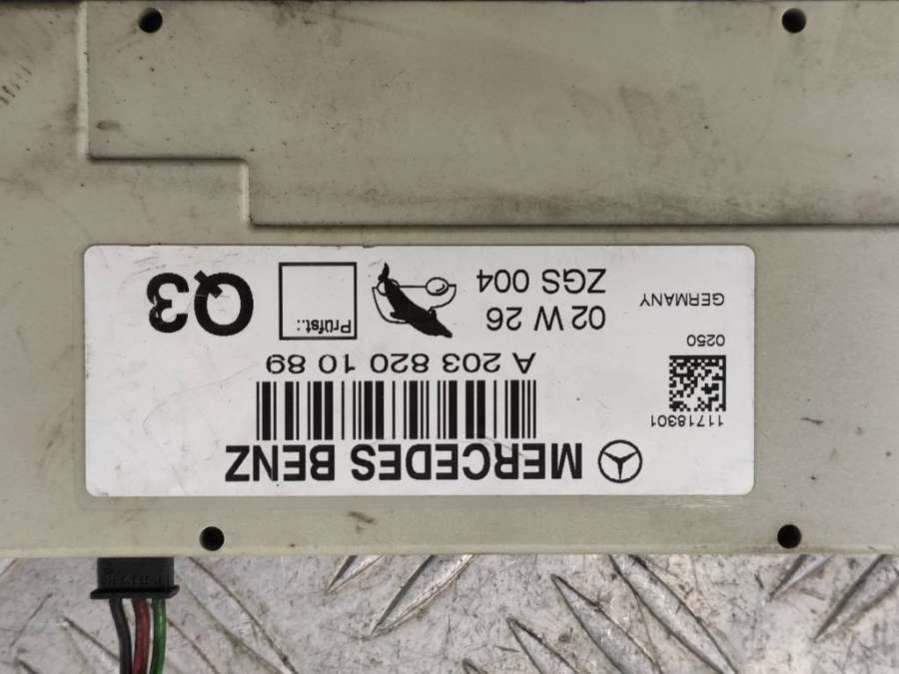 MERCEDES BENZ
A 203 820 10 89
11718301
0250
GERMANY
02 W 26
ZGS 004
Prüfst.:
Q3